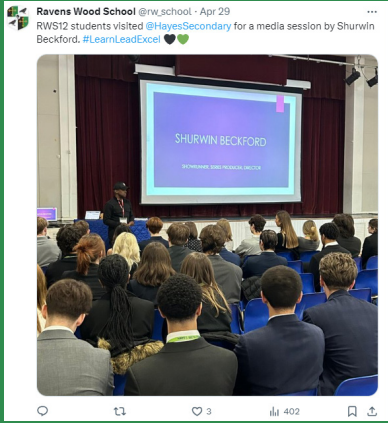 Ravens Wood School @rw_school · Apr 29
RWS12 students visited @HayesSecondary for a media session by Shurwin
Beckford. #LearnLeadExcel
SHURWIN BECKFORD
3
402